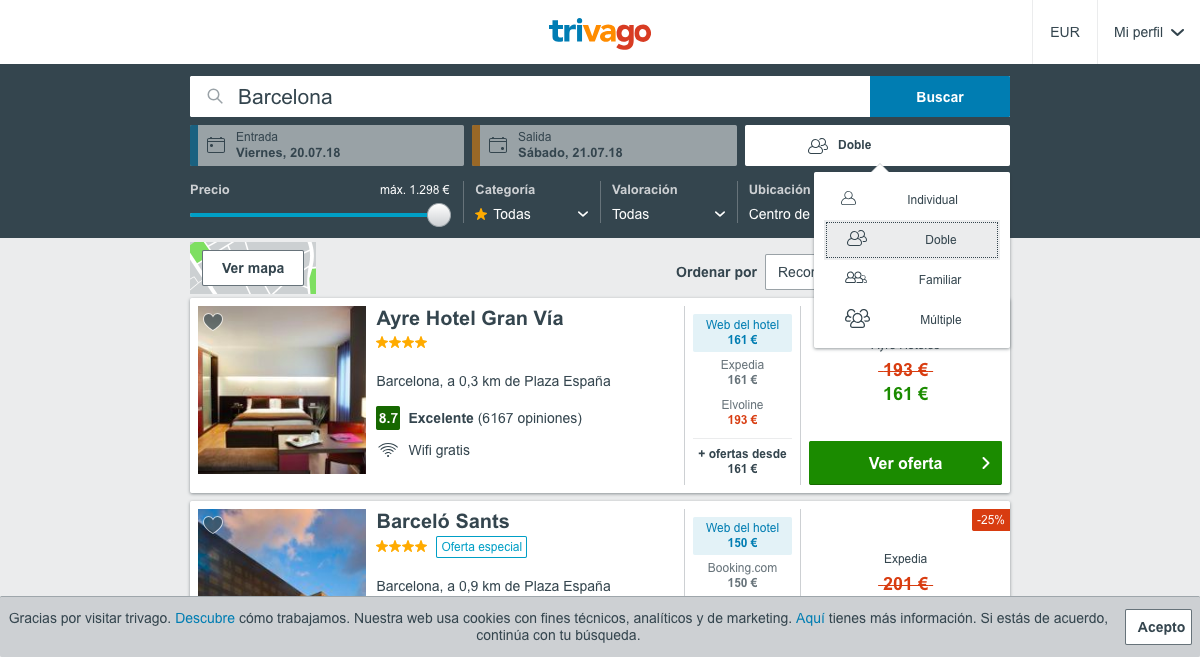 trivago
EUR
Mi perfil
Barcelona
Buscar
Entrada
Viernes, 20.07.18
Salida
Sábado, 21.07.18
Doble
Precio
máx. 1.298 €
Categoría
Todas
Valoración
Todas
Ubicación
Centro de
Individual
Doble
Familiar
Múltiple
Ver mapa
Ordenar por
Ayre Hotel Gran Vía
Barcelona, a 0,3 km de Plaza España
8.7 Excelente (6167 opiniones)
Wifi gratis
Web del hotel
161 €
Expedia
161 €
Elvoline
193 €
+ ofertas desde
161 €
193 €
161 €
Ver oferta
Barceló Sants
Oferta especial
Barcelona, a 0,9 km de Plaza España
Web del hotel
150 €
Booking.com
150 €
-25%
Expedia
201 €
Gracias por visitar trivago. Descubre cómo trabajamos. Nuestra web usa cookies con fines técnicos, analíticos y de marketing. Aquí tienes más información. Si estás de acuerdo,
continúa con tu búsqueda.
Acepto